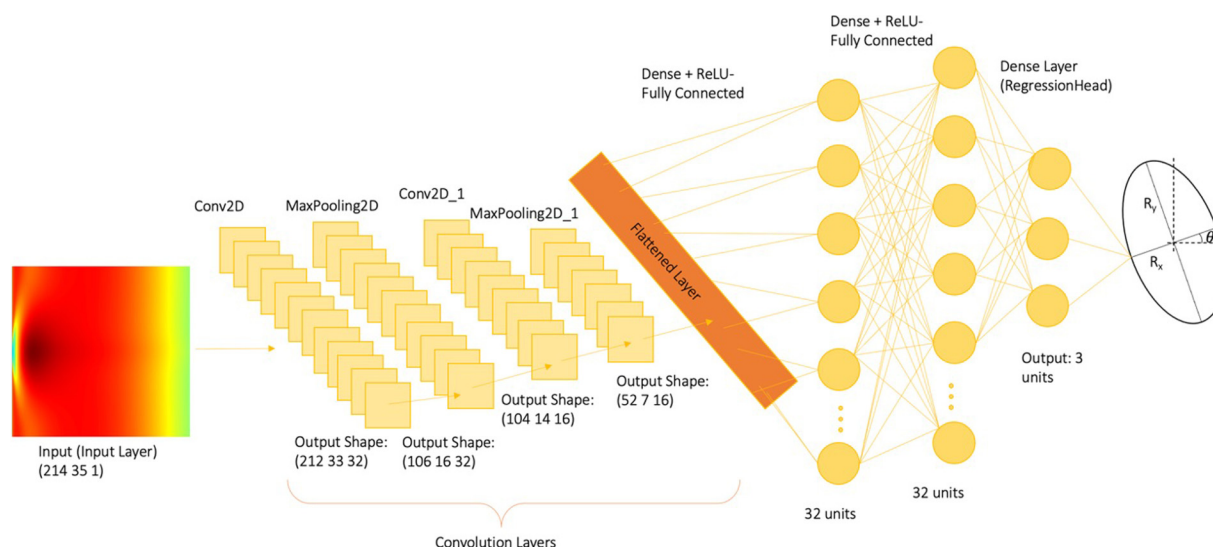 Dense + ReLU-
Fully Connected
Dense + ReLU-
Fully Connected
Dense Layer
(RegressionHead)
Conv2D
MaxPooling2D
Conv2D_1
MaxPooling2D_1
Flattened Layer
R_y
θ
R_x
Input (Input Layer)
(214 35 1)
Output Shape:
(212 33 32)
Output Shape:
(106 16 32)
Output Shape:
(104 14 16)
Output Shape:
(52 7 16)
32 units
32 units
Output: 3
units
Convolution Layers